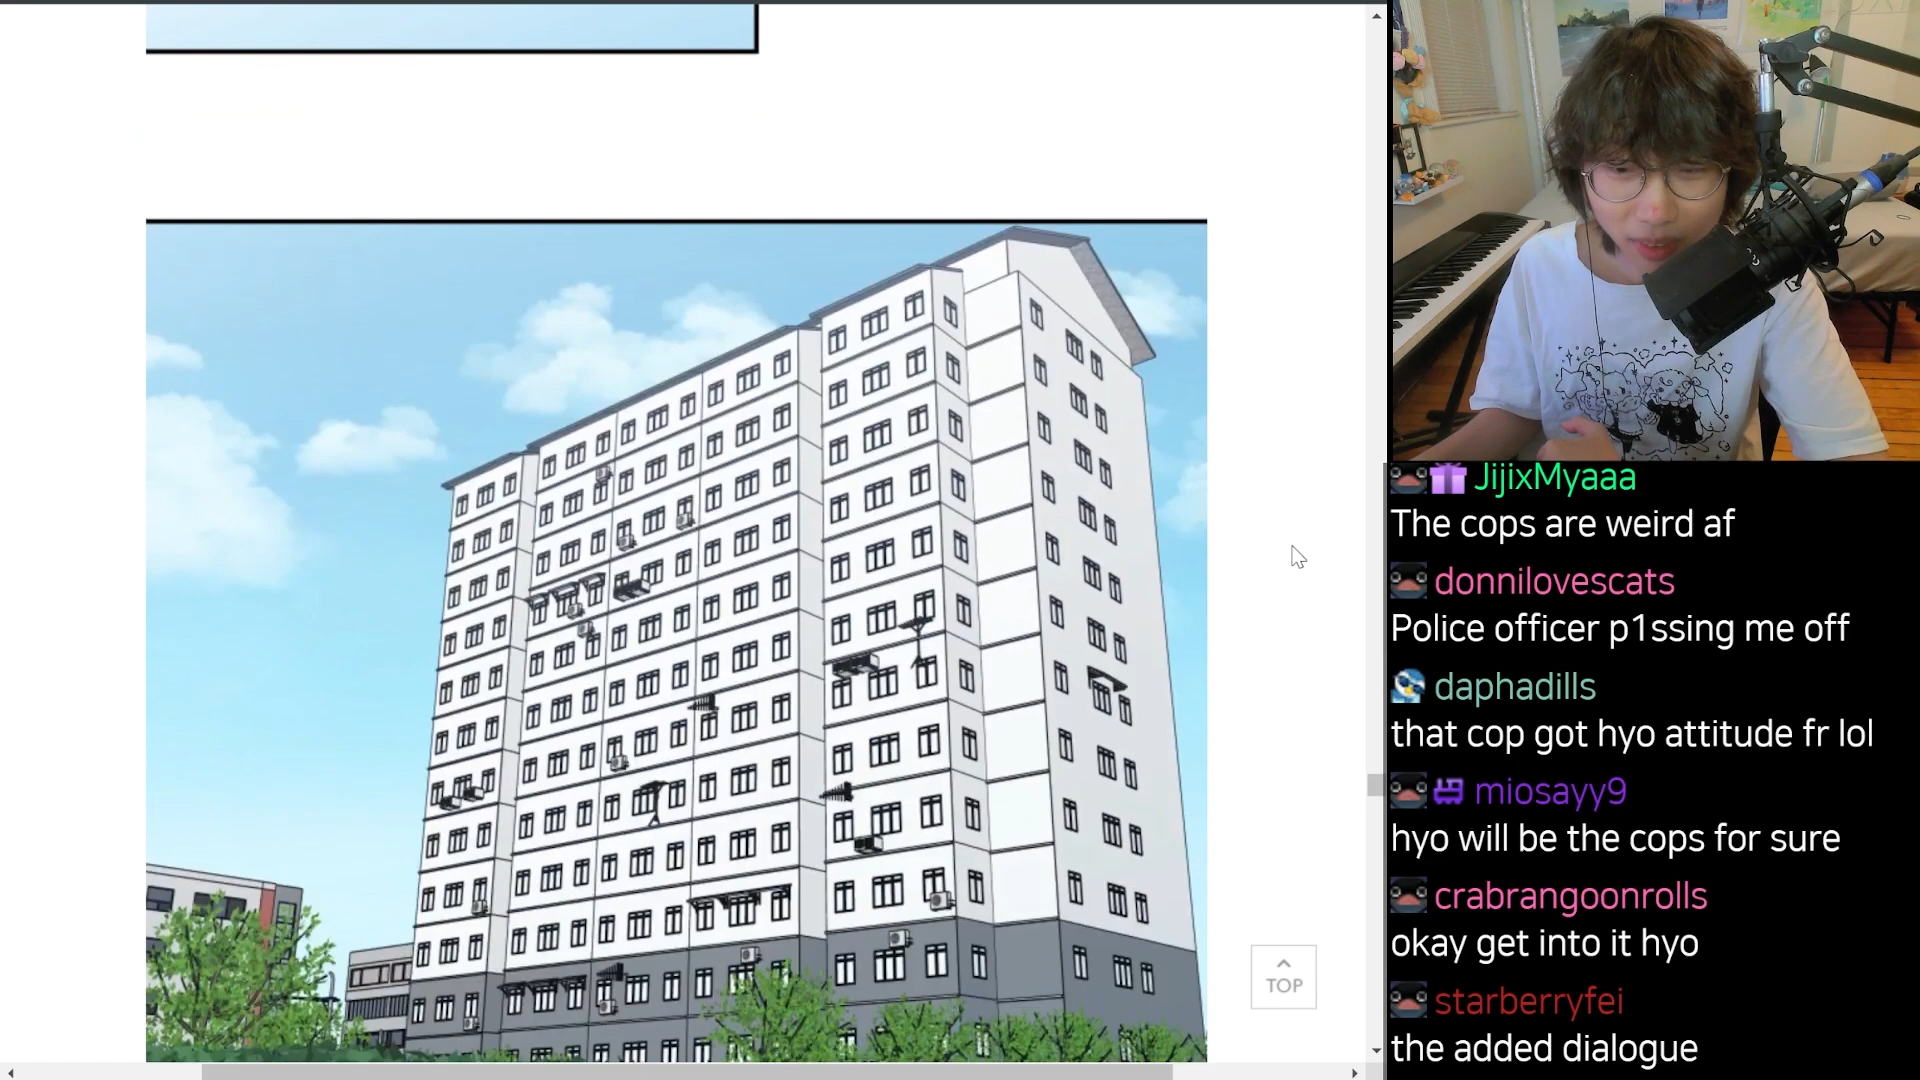 TOP
JijixMyaaa
The cops are weird af
donnilovescats
Police officer p1ssing me off
daphadills
that cop got hyo attitude fr lol
miosayy9
hyo will be the cops for sure
crabrangoonrolls
okay get into it hyo
starberryfei
the added dialogue